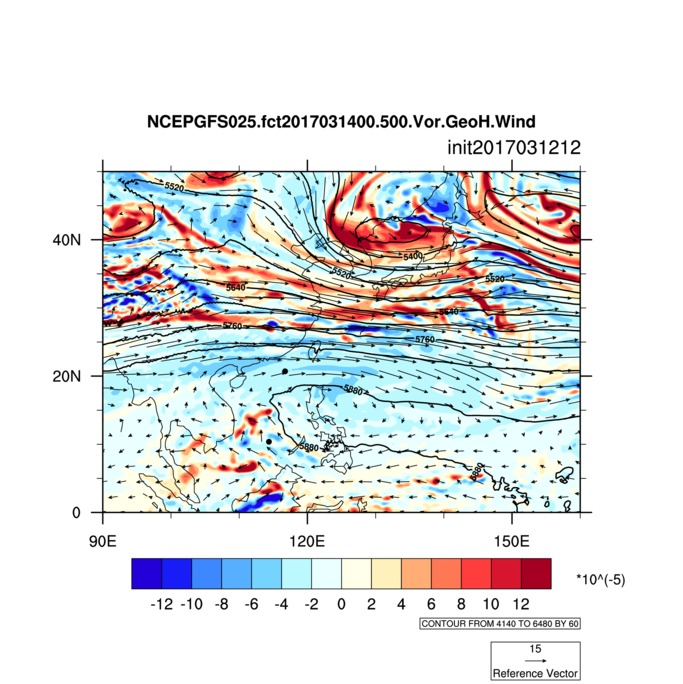 NCEPGFS025.fct2017031400.500.Vor.GeoH.Wind
init2017031212
5520
40N
5400
5520
5520
5640
5640
5760
5760
20N
5880
5880
5880
0
90E 120E 150E
-12 -10 -8 -6 -4 -2 0 2 4 6 8 10 12
*10^(-5)
CONTOUR FROM 4140 TO 6480 BY 60
15
Reference Vector